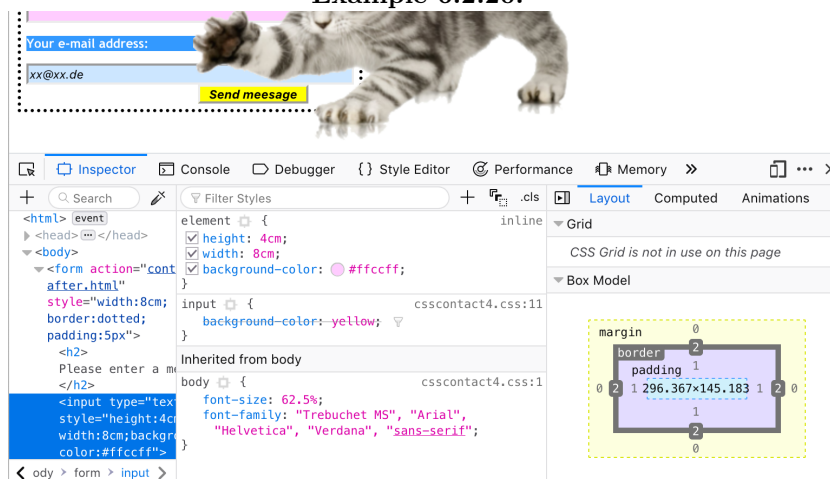 Example 6.2.26.
Your e-mail address:
xx@xx.de
Send meesage
Inspector
Console
Debugger
{ } Style Editor
Performance
Memory
Search
Filter Styles
.cls
Layout
Computed
Animations
<html> event
<head> ··· </head>
<body>
<form action="cont
after.html"
style="width:8cm;
border:dotted;
padding:5px">
<h2>
Please enter a me
</h2>
<input type="tex
style="height:4cm
width:8cm;backgro
color:#ffccff">
ody > form > input
element {
inline
height: 4cm;
width: 8cm;
background-color: #ffccff;
}
input {
csscontact4.css:11
background-color: yellow;
}
Inherited from body
body {
csscontact4.css:1
font-size: 62.5%;
font-family: "Trebuchet MS", "Arial",
"Helvetica", "Verdana", "sans-serif";
}
Grid
CSS Grid is not in use on this page
Box Model
margin
0
border
2
padding
1
0 2 1 296.367×145.183 1 2 0
1
2
0